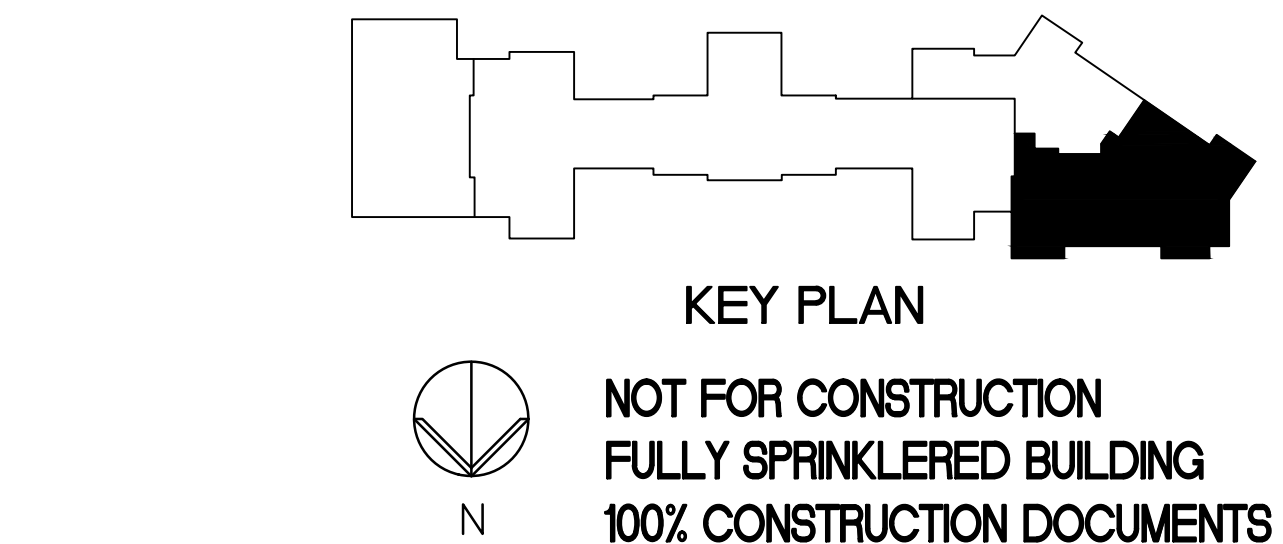 KEY PLAN
N
NOT FOR CONSTRUCTION
FULLY SPRINKLERED BUILDING
100% CONSTRUCTION DOCUMENTS